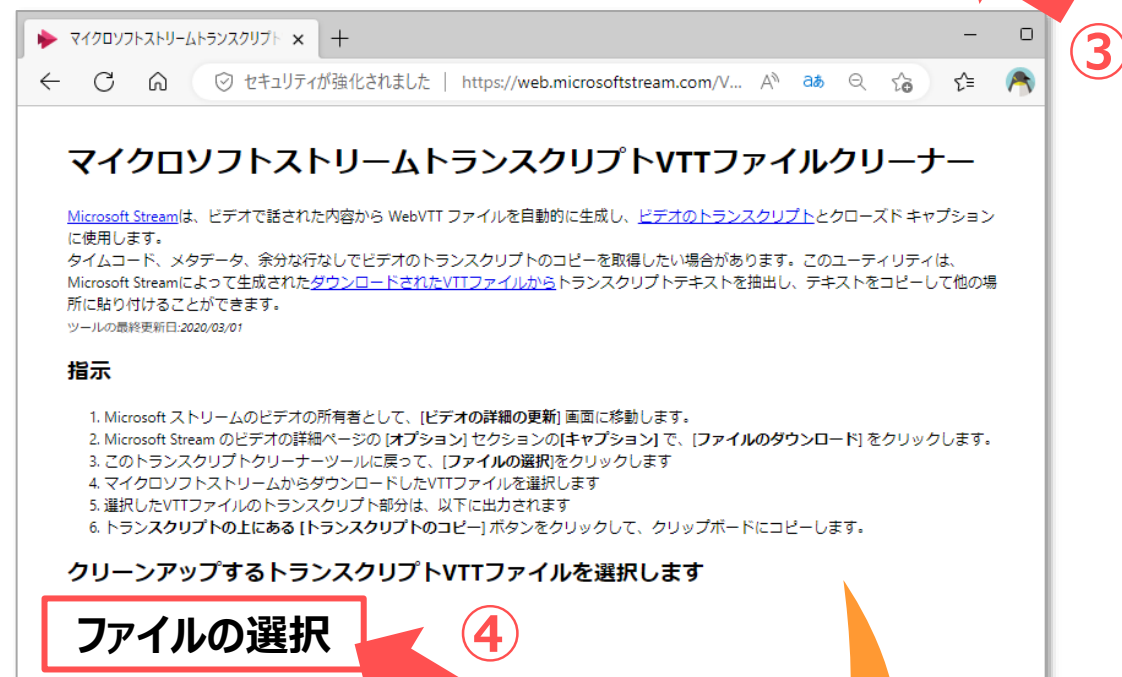 ③
マイクロソフトストリームトランスクリプト
セキュリティが強化されました | https://web.microsoftstream.com/V...
マイクロソフトストリームトランスクリプトVTTファイルクリーナー
Microsoft Streamは、ビデオで話された内容から WebVTT ファイルを自動的に生成し、ビデオのトランスクリプトとクローズド キャプション
に使用します。
タイムコード、メタデータ、余分な行なしでビデオのトランスクリプトのコピーを取得したい場合があります。このユーティリティは、
Microsoft Streamによって生成されたダウンロードされたVTTファイルからトランスクリプトテキストを抽出し、テキストをコピーして他の場
所に貼り付けることができます。
ツールの最終更新日:2020/03/01
指示
1. Microsoft ストリームのビデオの所有者として、[ビデオの詳細の更新] 画面に移動します。
2. Microsoft Stream のビデオの詳細ページの [オプション] セクションの[キャプション] で、[ファイルのダウンロード] をクリックします。
3. このトランスクリプトクリーナーツールに戻って、[ファイルの選択]をクリックします
4. マイクロソフトストリームからダウンロードしたVTTファイルを選択します
5. 選択したVTTファイルのトランスクリプト部分は、以下に出力されます
6. トランスクリプトの上にある [トランスクリプトのコピー] ボタンをクリックして、クリップボードにコピーします。
クリーンアップするトランスクリプトVTTファイルを選択します
ファイルの選択
④